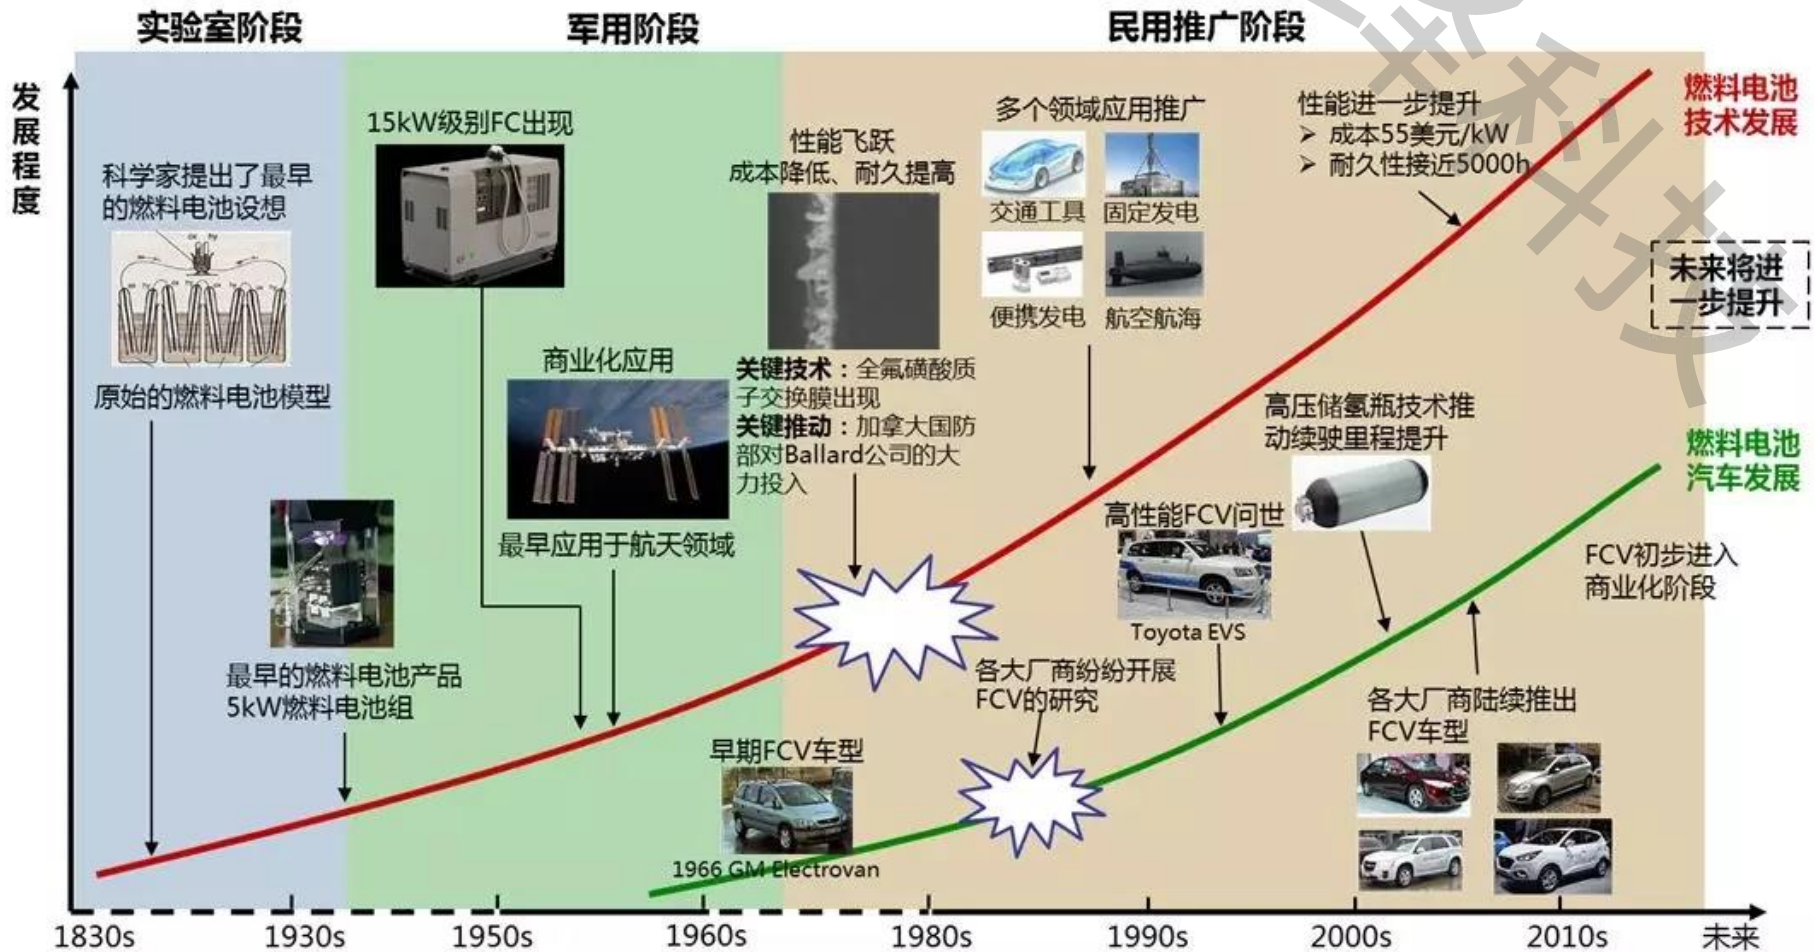 实验室阶段
军用阶段
民用推广阶段
发展程度
科学家提出了最早
的燃料电池设想
原始的燃料电池模型
最早的燃料电池产品
5kW燃料电池组
15kW级别FC出现
商业化应用
最早应用于航天领域
性能飞跃
成本降低、耐久提高
关键技术：全氟磺酸质
子交换膜出现
关键推动：加拿大国防
部对Ballard公司的大
力投入
多个领域应用推广
交通工具
固定发电
便携发电
航空航海
性能进一步提升
➢ 成本55美元/kW
➢ 耐久性接近5000h
燃料电池
技术发展
未来将进
一步提升
高压储氢瓶技术推
动续驶里程提升
燃料电池
汽车发展
高性能FCV问世
Toyota EVS
FCV初步进入
商业化阶段
各大厂商纷纷开展
FCV的研究
各大厂商陆续推出
FCV车型
早期FCV车型
1966 GM Electrovan
1830s
1930s
1950s
1960s
1980s
1990s
2000s
2010s
未来
科技